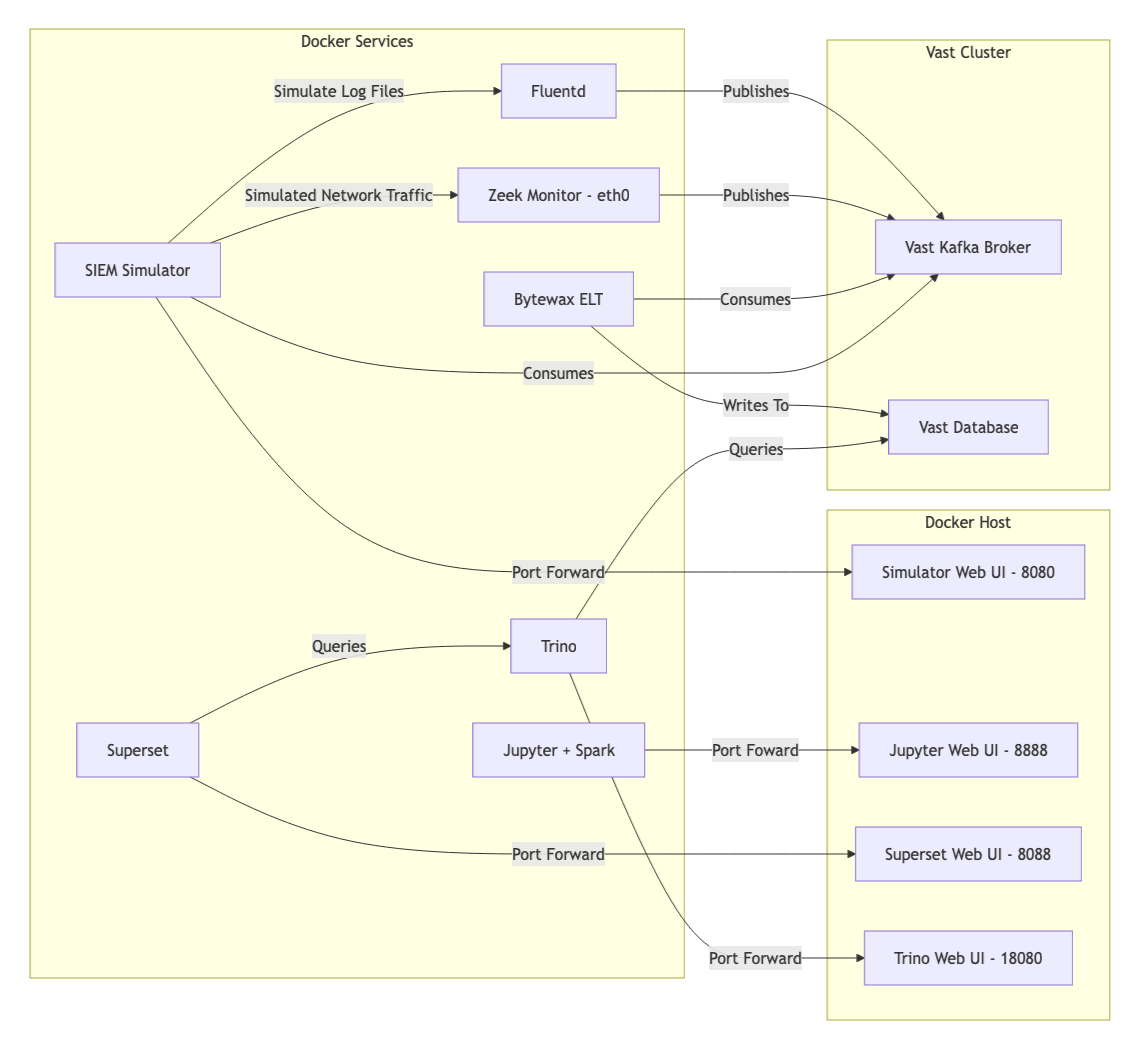 Docker Services
Vast Cluster
Simulate Log Files
Fluentd
Publishes
Simulated Network Traffic
Zeek Monitor - eth0
Publishes
Vast Kafka Broker
SIEM Simulator
Bytewax ELT
Consumes
Consumes
Writes To
Vast Database
Queries
Docker Host
Port Forward
Simulator Web UI - 8080
Queries
Trino
Superset
Jupyter + Spark
Port Foward
Jupyter Web UI - 8888
Port Forward
Superset Web UI - 8088
Port Forward
Trino Web UI - 18080